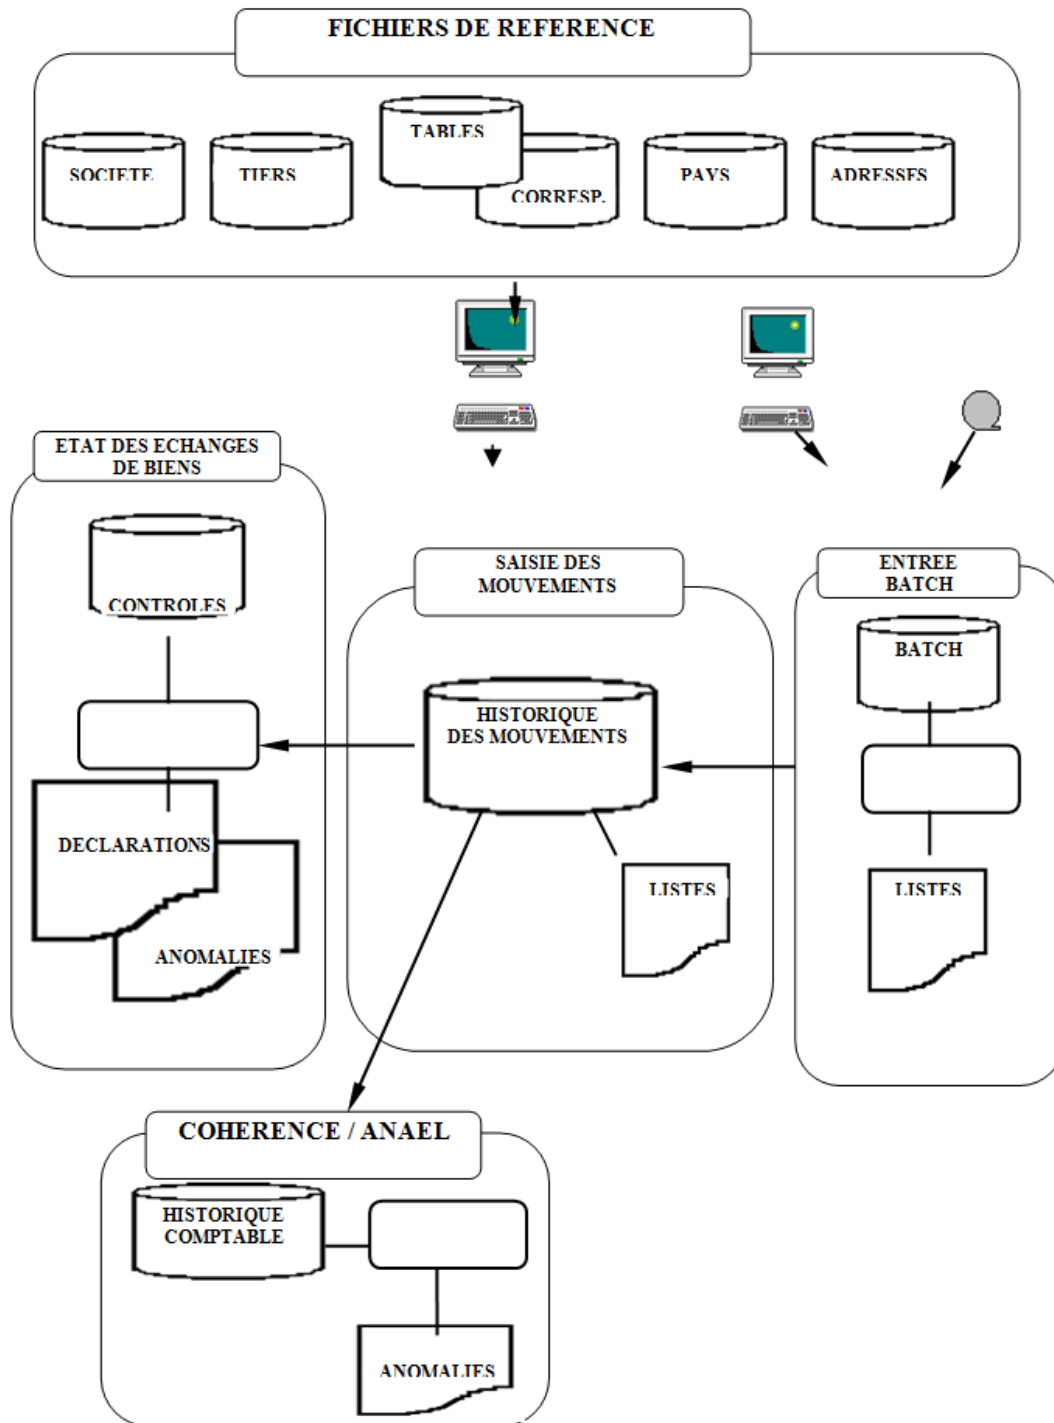 FICHIERS DE REFERENCE
TABLES
SOCIETE
TIERS
CORRESP.
PAYS
ADRESSES
ETAT DES ECHANGES
DE BIENS
CONTROLES
DECLARATIONS
ANOMALIES
SAISIE DES
MOUVEMENTS
HISTORIQUE
DES MOUVEMENTS
LISTES
ENTREE
BATCH
BATCH
LISTES
COHERENCE / ANAEL
HISTORIQUE
COMPTABLE
ANOMALIES